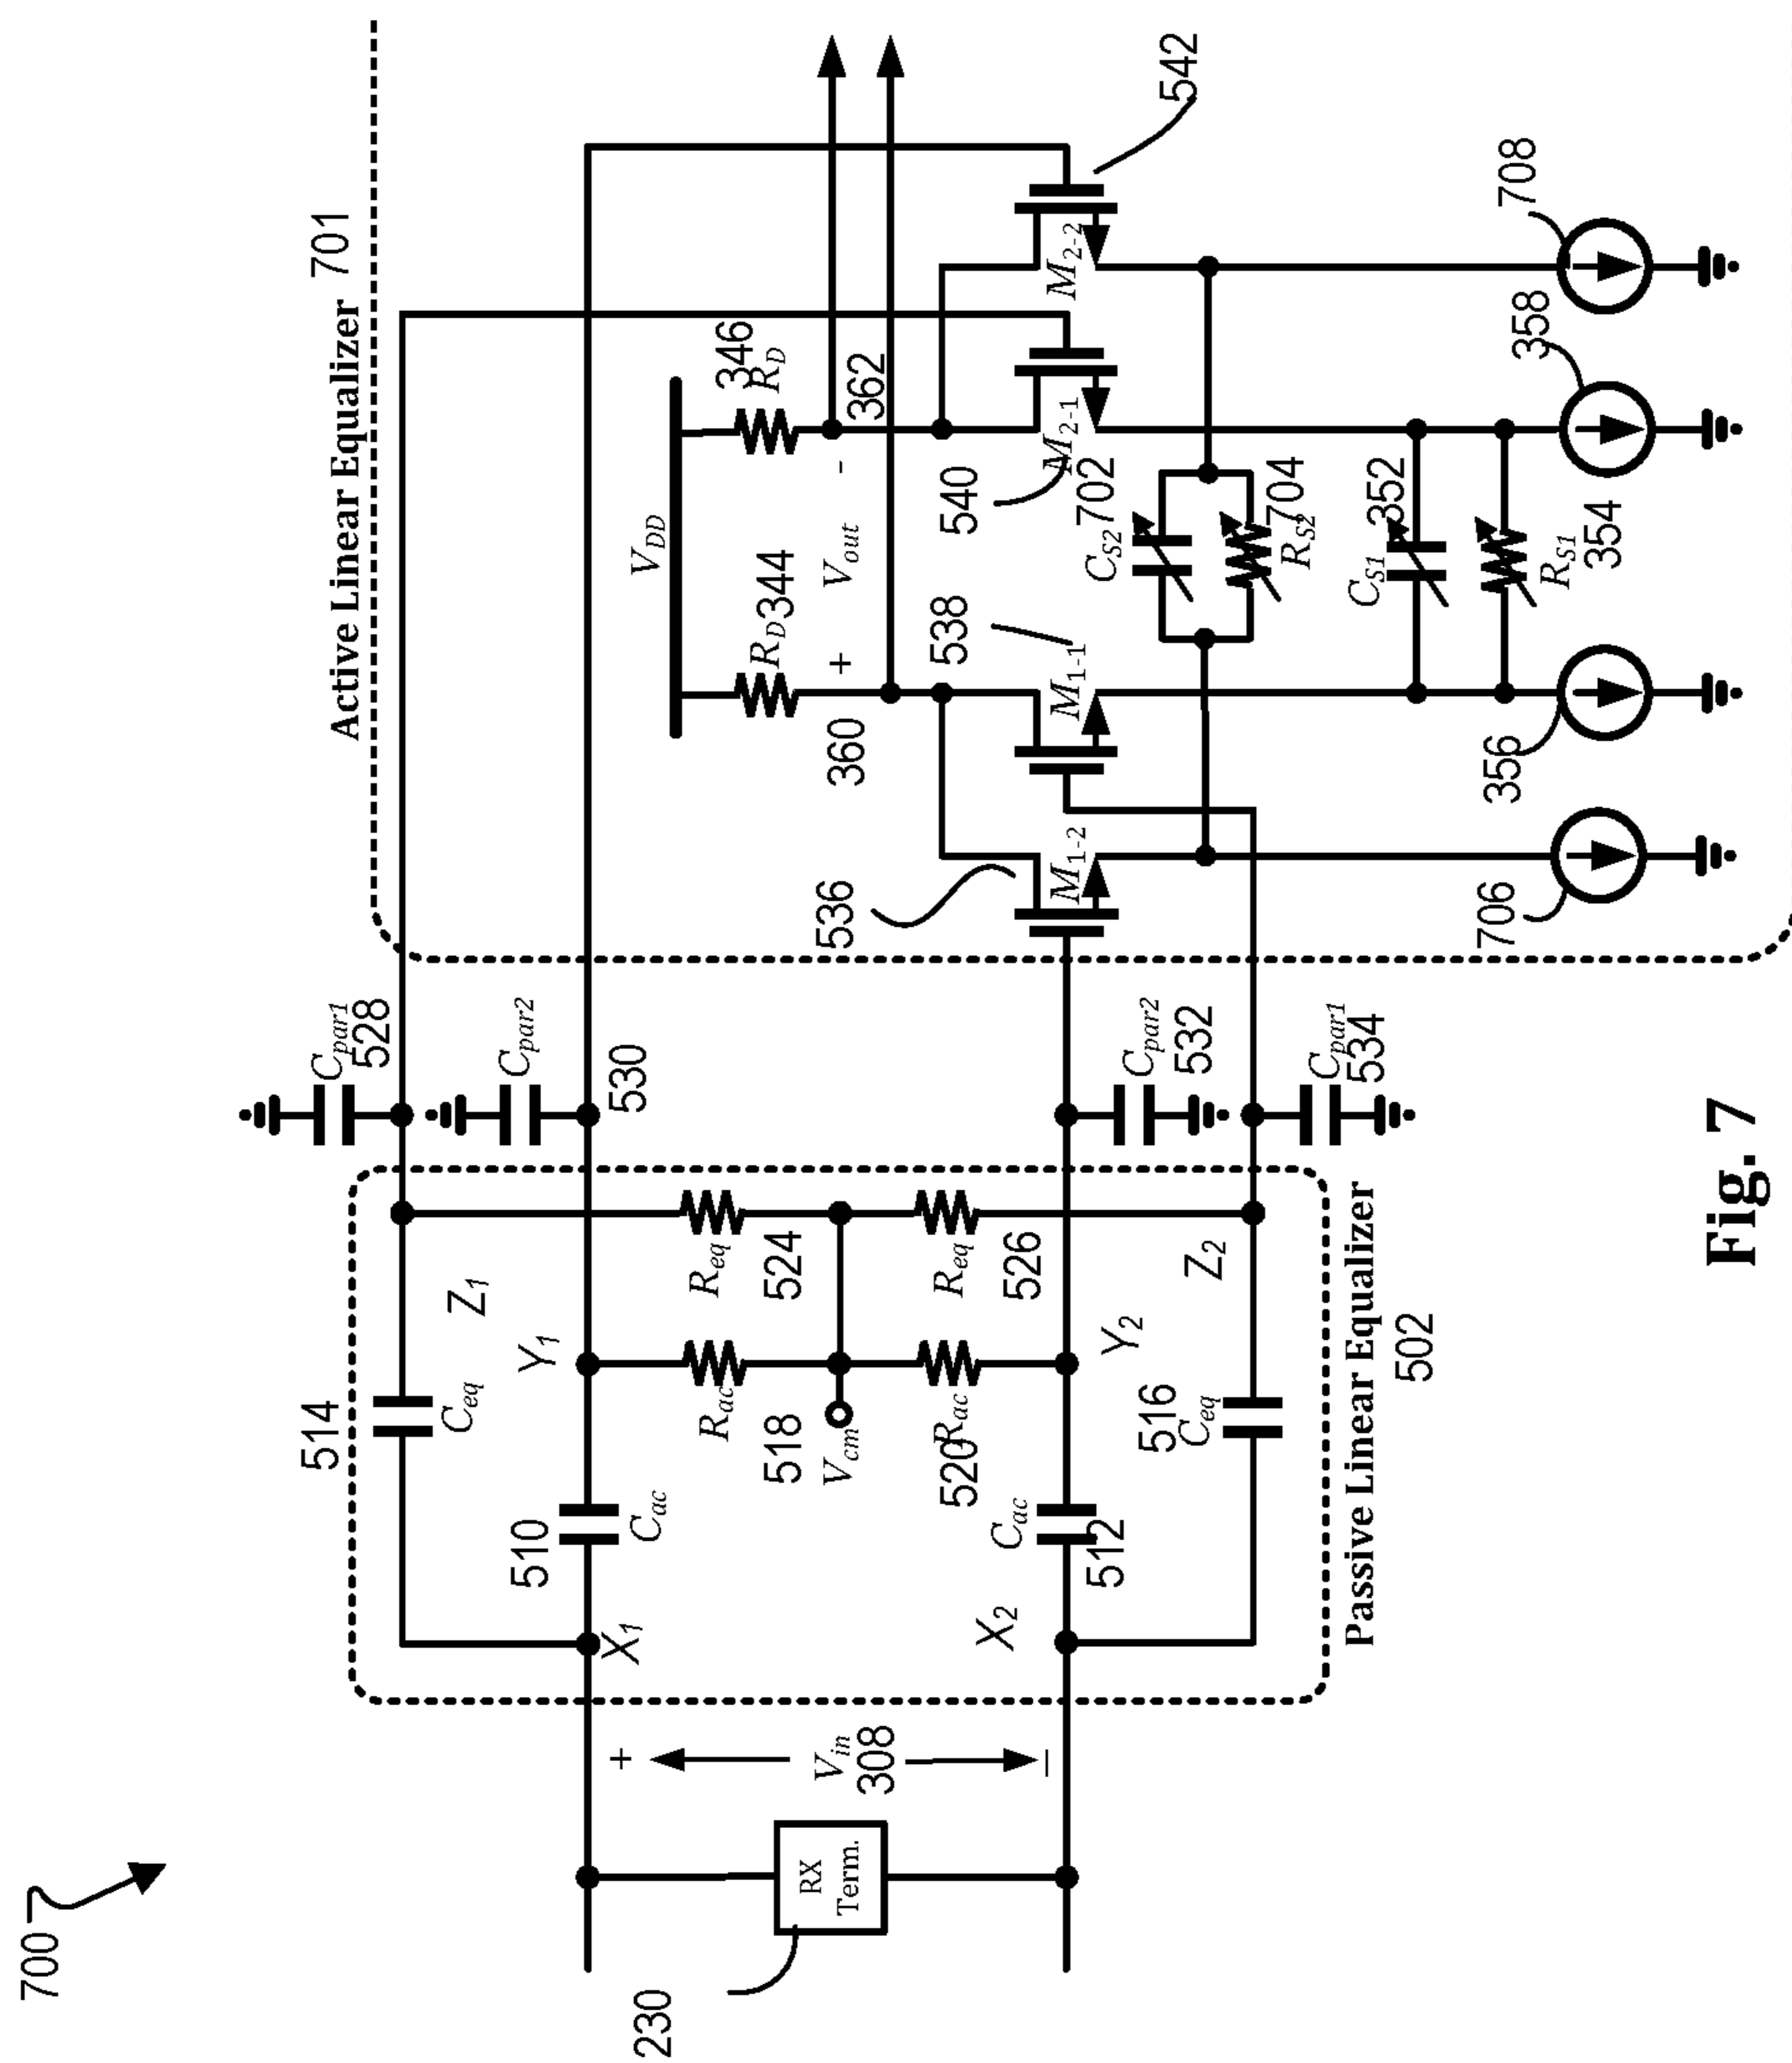 700
230
RX
Term.
+
V_in
308
−
X_1
X_2
514
C_eq
510
C_ac
C_ac
512
516
C_eq
Z_1
Y_1
R_ac
518
V_cm
R_ac
520
Y_2
Z_2
R_eq
524
R_eq
526
Passive Linear Equalizer
502
C_par1
528
C_par2
530
C_par2
532
C_par1
534
Active Linear Equalizer 701
V_DD
R_D
344
346
R_D
360
+
V_out
-
362
536
M_1-2
538
M_1-1
540
M_2-1
M_2-2
542
C_S2
702
704
R_S2
C_S1
352
R_S1
354
706
356
358
708
Fig. 7